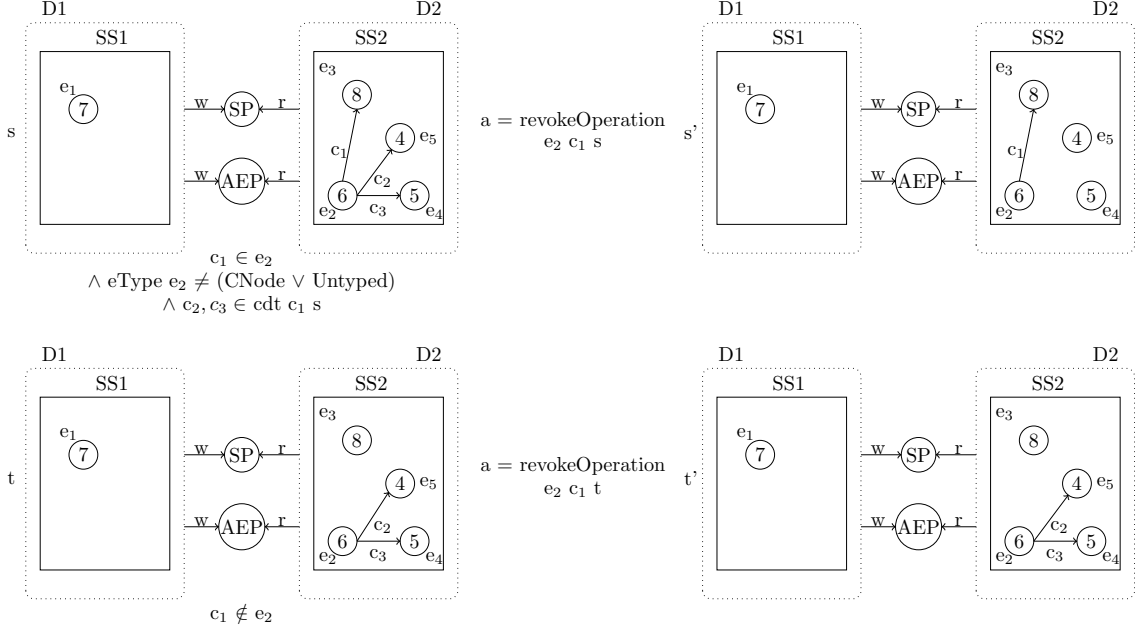 D1 D2 D1 D2
SS1 SS2 SS1 SS2
e₃ e₃
e₁ 8 e₁ 8
7 w SP r 7 w SP r
4 e₅ a = revokeOperation 4 e₅
s e₂ c₁ s s'
c₁ c₁
w AEP r c₂ w AEP r
6 5 6 5
e₂ c₃ e₄ e₂ e₄
c₁ ∈ e₂
∧ eType e₂ ≠ (CNode ∨ Untyped)
∧ c₂, c₃ ∈ cdt c₁ s
D1 D2 D1 D2
SS1 SS2 SS1 SS2
e₃ e₃
e₁ 8 e₁ 8
7 w SP r 7 w SP r
a = revokeOperation
t 4 e₅ e₂ c₁ t t' 4 e₅
w AEP r c₂ w AEP r c₂
6 5 6 5
e₂ c₃ e₄ e₂ c₃ e₄
c₁ ∉ e₂